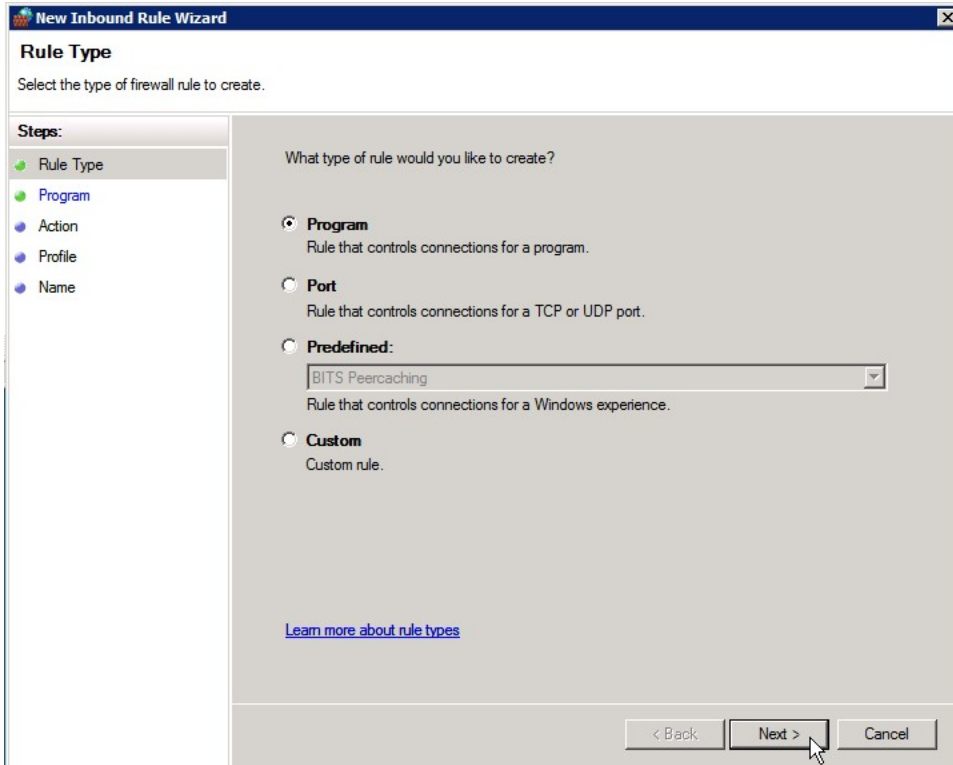 New Inbound Rule Wizard
Rule Type
Select the type of firewall rule to create.
Steps:
Rule Type
Program
Action
Profile
Name
What type of rule would you like to create?
Program
Rule that controls connections for a program.
Port
Rule that controls connections for a TCP or UDP port.
Predefined:
BITS Peercaching
Rule that controls connections for a Windows experience.
Custom
Custom rule.
Learn more about rule types
< Back
Next >
Cancel